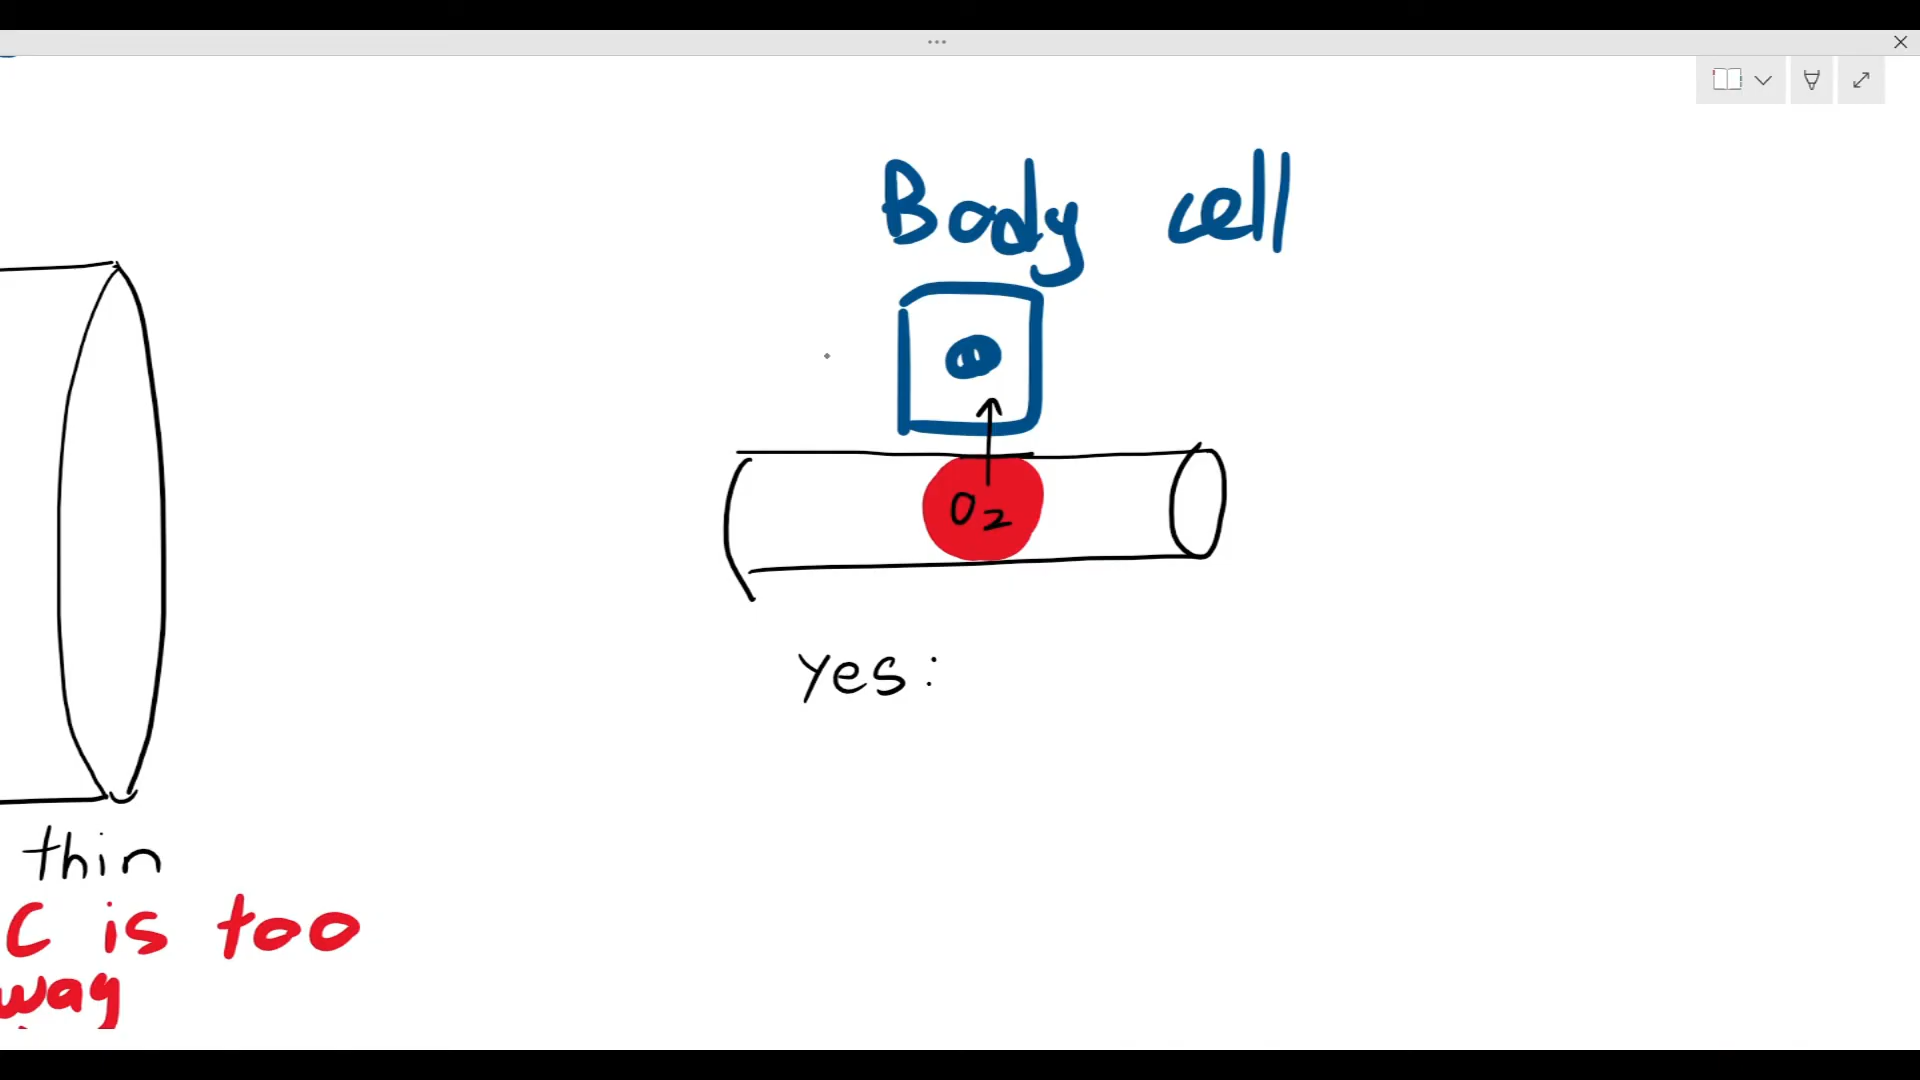 Body cell
O2
yes:
thin
C is too
way